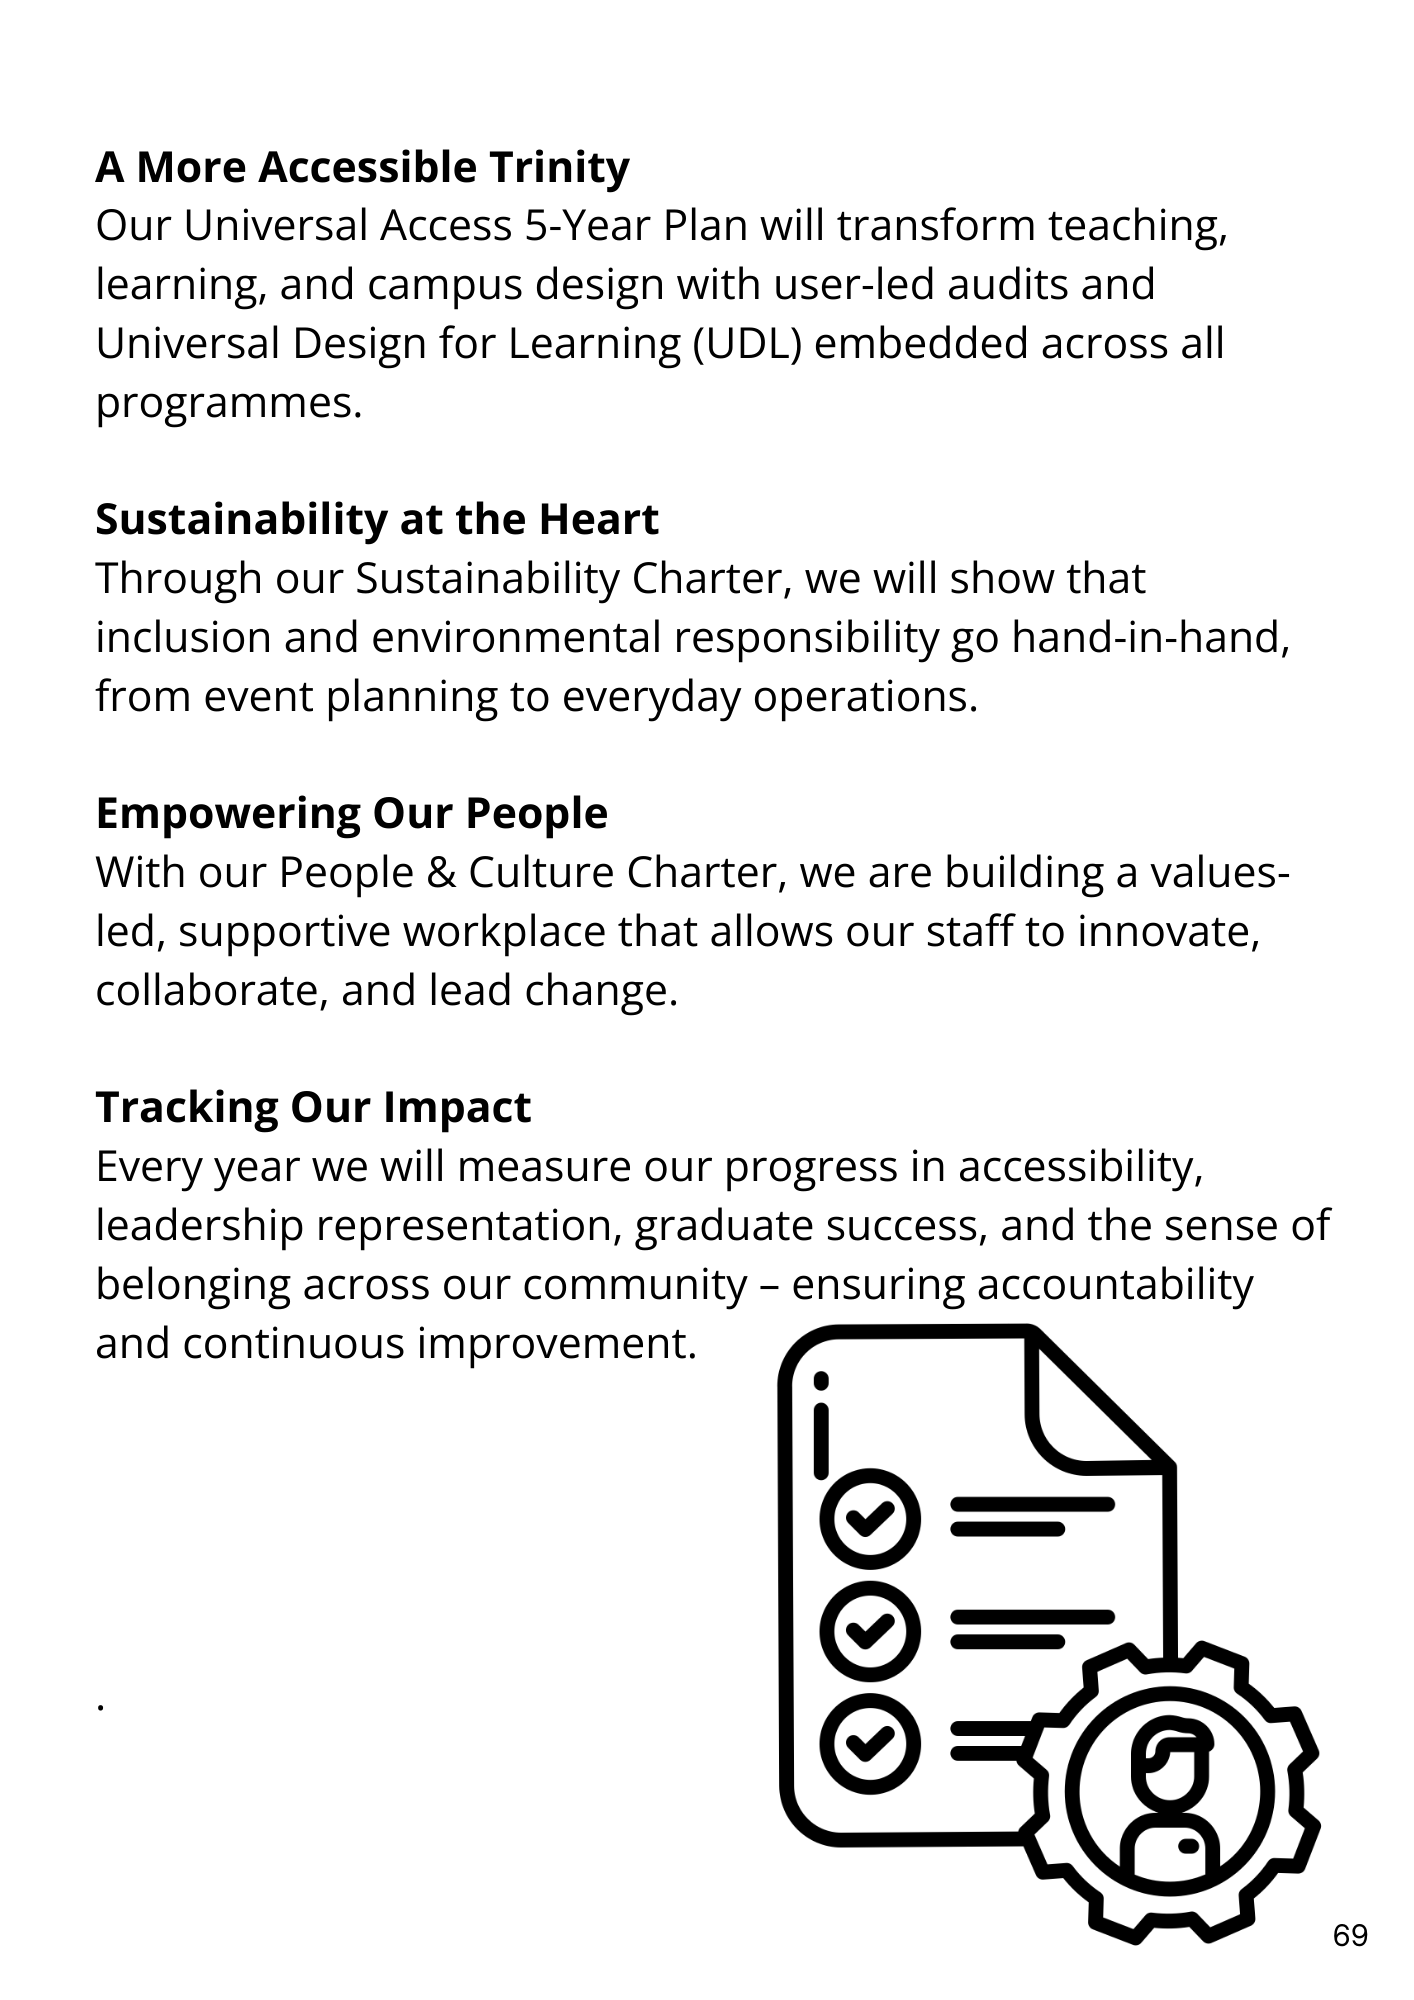 A More Accessible Trinity
Our Universal Access 5-Year Plan will transform teaching,
learning, and campus design with user-led audits and
Universal Design for Learning (UDL) embedded across all
programmes.
Sustainability at the Heart
Through our Sustainability Charter, we will show that
inclusion and environmental responsibility go hand-in-hand,
from event planning to everyday operations.
Empowering Our People
With our People & Culture Charter, we are building a values-
led, supportive workplace that allows our staff to innovate,
collaborate, and lead change.
Tracking Our Impact
Every year we will measure our progress in accessibility,
leadership representation, graduate success, and the sense of
belonging across our community – ensuring accountability
and continuous improvement.
.
69